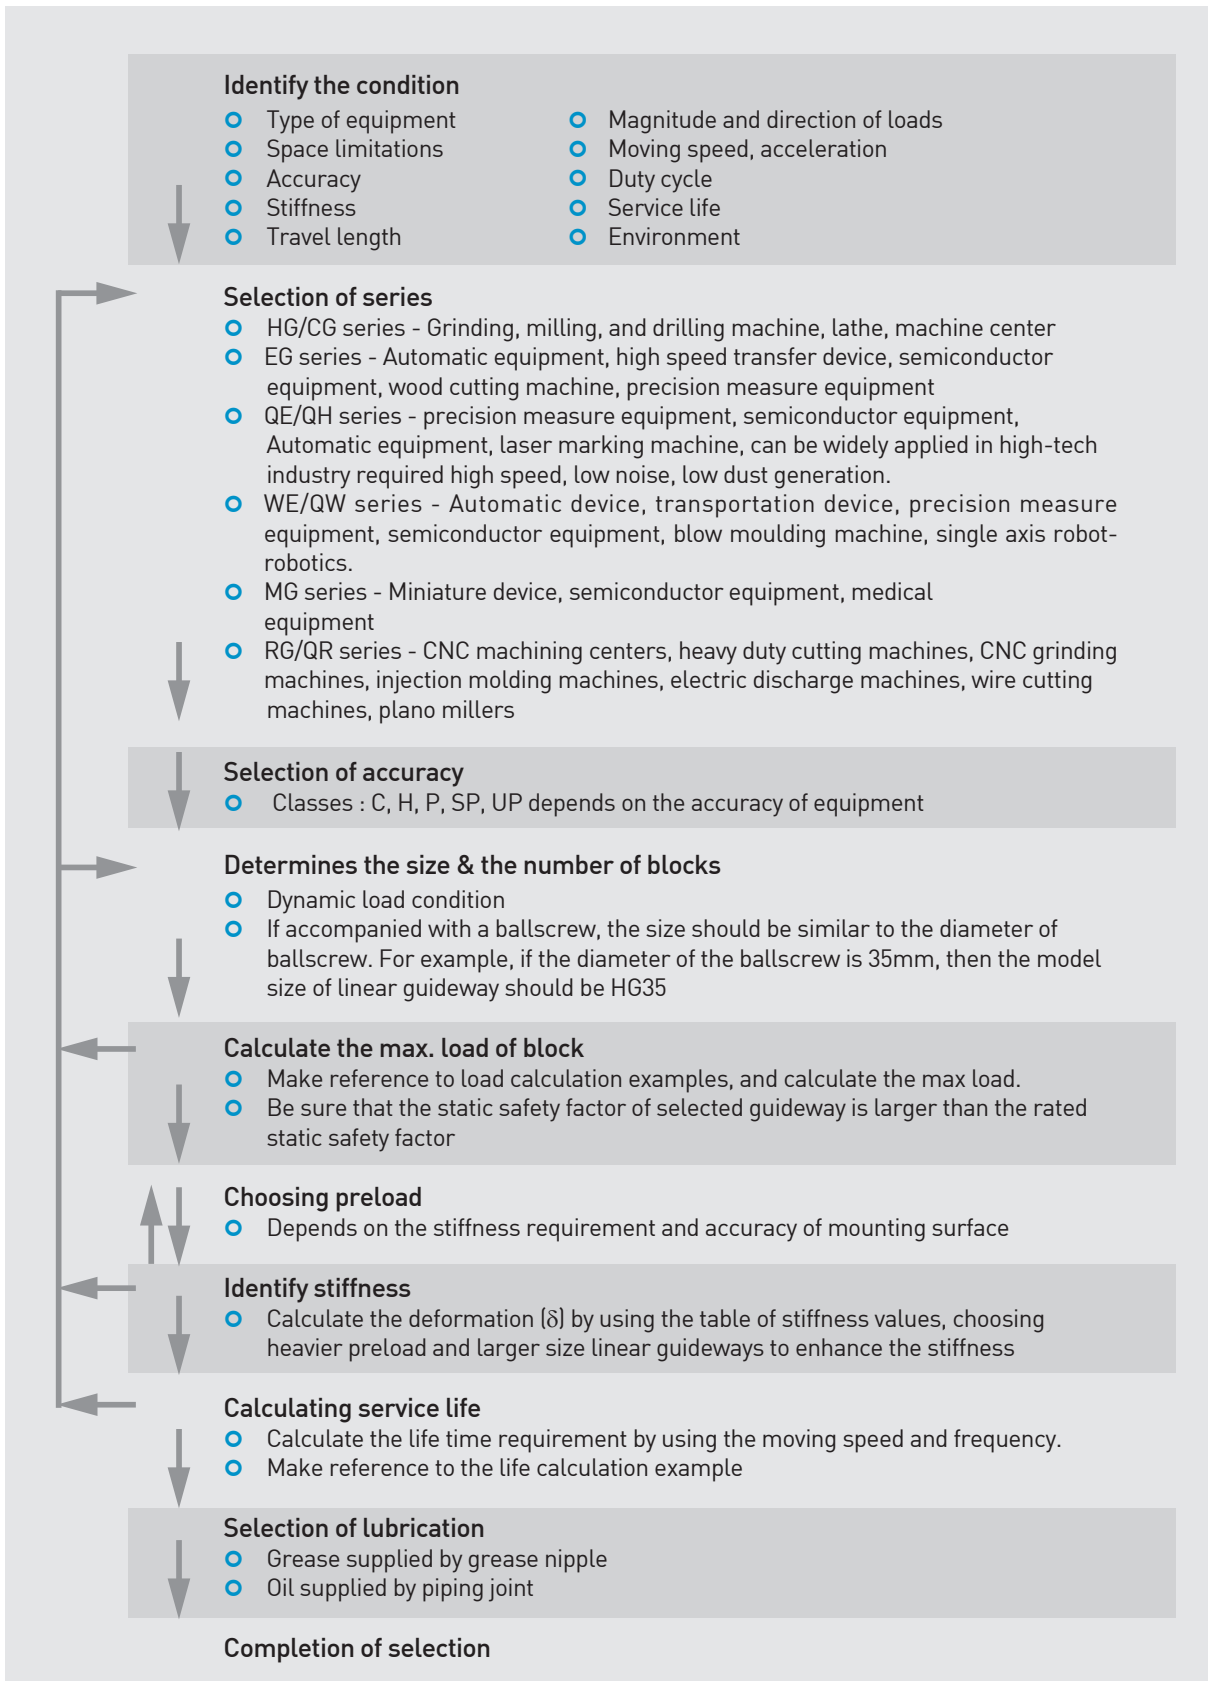 Identify the condition
Type of equipment
Space limitations
Accuracy
Stiffness
Travel length
Magnitude and direction of loads
Moving speed, acceleration
Duty cycle
Service life
Environment
Selection of series
HG/CG series - Grinding, milling, and drilling machine, lathe, machine center
EG series - Automatic equipment, high speed transfer device, semiconductor
equipment, wood cutting machine, precision measure equipment
QE/QH series - precision measure equipment, semiconductor equipment,
Automatic equipment, laser marking machine, can be widely applied in high-tech
industry required high speed, low noise, low dust generation.
WE/QW series - Automatic device, transportation device, precision measure
equipment, semiconductor equipment, blow moulding machine, single axis robot-
robotics.
MG series - Miniature device, semiconductor equipment, medical
equipment
RG/QR series - CNC machining centers, heavy duty cutting machines, CNC grinding
machines, injection molding machines, electric discharge machines, wire cutting
machines, plano millers
Selection of accuracy
Classes : C, H, P, SP, UP depends on the accuracy of equipment
Determines the size & the number of blocks
Dynamic load condition
If accompanied with a ballscrew, the size should be similar to the diameter of
ballscrew. For example, if the diameter of the ballscrew is 35mm, then the model
size of linear guideway should be HG35
Calculate the max. load of block
Make reference to load calculation examples, and calculate the max load.
Be sure that the static safety factor of selected guideway is larger than the rated
static safety factor
Choosing preload
Depends on the stiffness requirement and accuracy of mounting surface
Identify stiffness
Calculate the deformation (δ) by using the table of stiffness values, choosing
heavier preload and larger size linear guideways to enhance the stiffness
Calculating service life
Calculate the life time requirement by using the moving speed and frequency.
Make reference to the life calculation example
Selection of lubrication
Grease supplied by grease nipple
Oil supplied by piping joint
Completion of selection